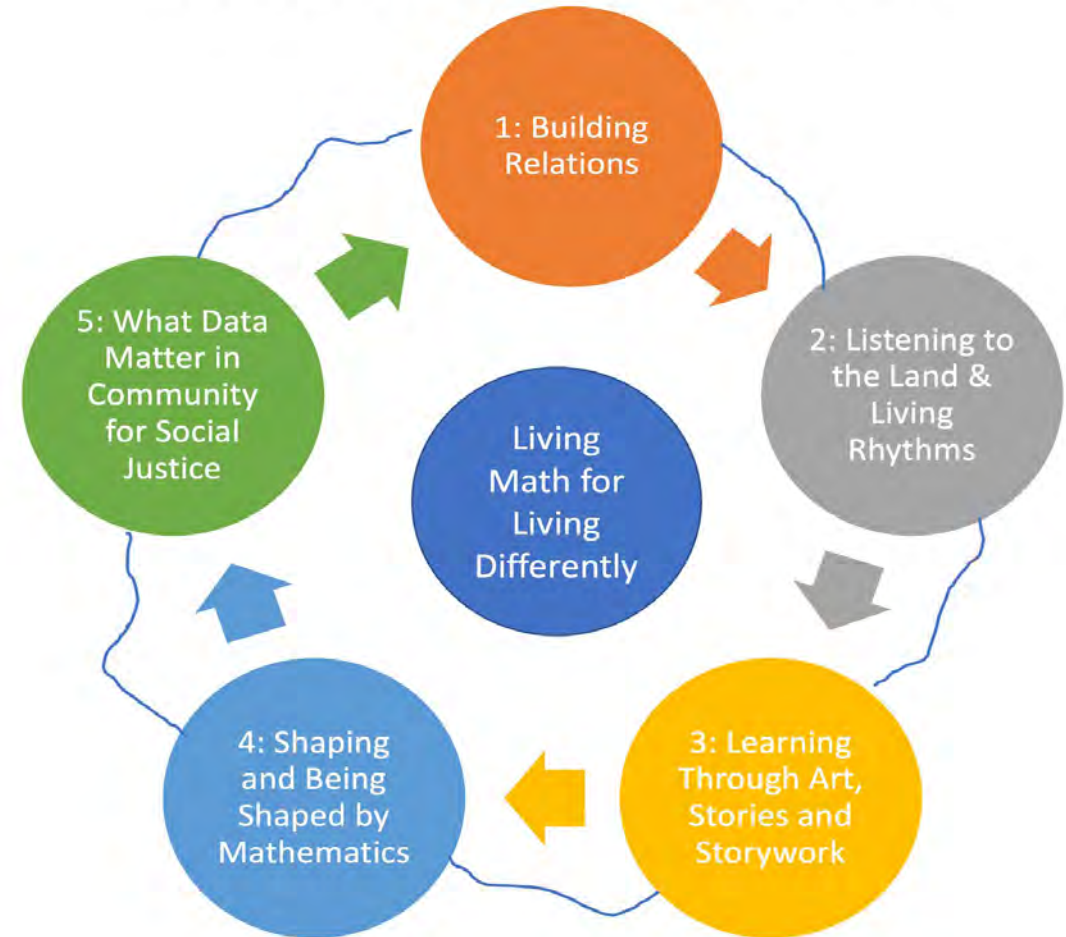 1: Building
Relations
2: Listening to
the Land &
Living
Rhythms
3: Learning
Through Art,
Stories and
Storywork
4: Shaping
and Being
Shaped by
Mathematics
5: What Data
Matter in
Community
for Social
Justice
Living
Math for
Living
Differently